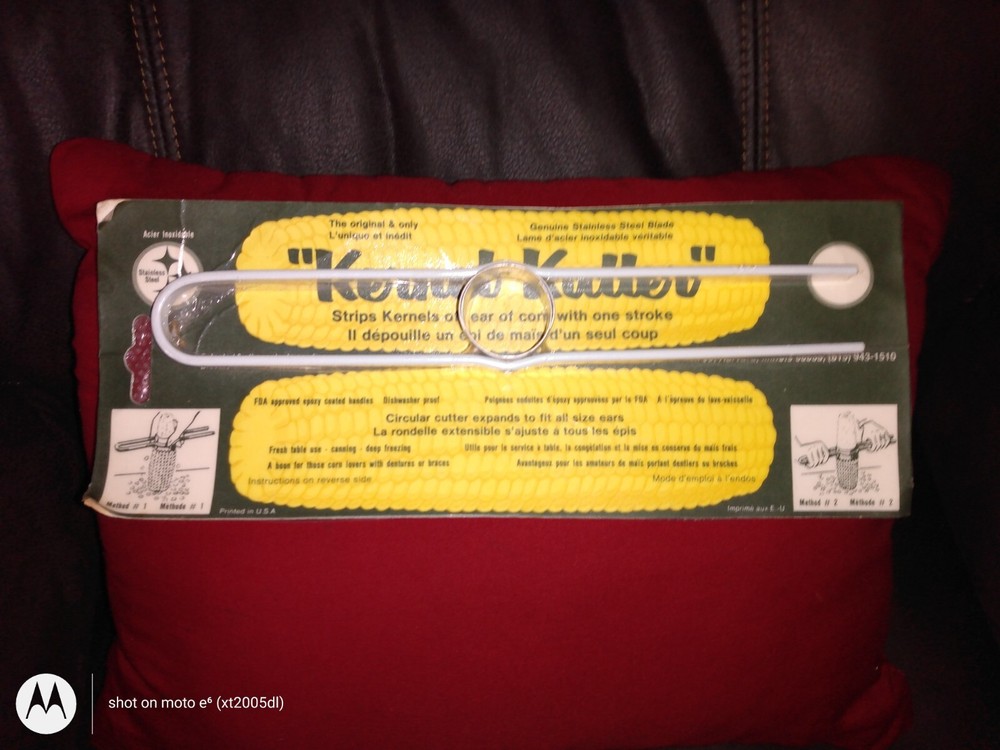 The original & only
L'unique et inédit
Genuine Stainless Steel Blade
Lame d'acier inoxydable véritable
Acier Inoxidable
Stainless Steel
"Kernel Kutter"
Strips Kernels of ear of corn with one stroke
Il dépouille un épi de maïs d'un seul coup
943-1510
FDA approved epoxy coated handles Dishwasher proof
Poignées enduites d'époxy approuvées par la FDA A l'épreuve du lave-vaisselle
Circular cutter expands to fit all size ears
La rondelle extensible s'ajuste à tous les épis
Fresh table use - canning - deep freezing
Utile pour le service à table, la congélation et la mise en conserve du maïs frais
A boon for those corn lovers with dentures or braces
Avantageux pour les amateurs de maïs portant dentiers ou broches
Instructions on reverse side
Mode d'emploi à l'endos
Method # 1 Méthode # 1
Printed in U.S.A
Imprimé aux E.-U
Method # 2 Méthode # 2
shot on moto e⁶ (xt2005dl)